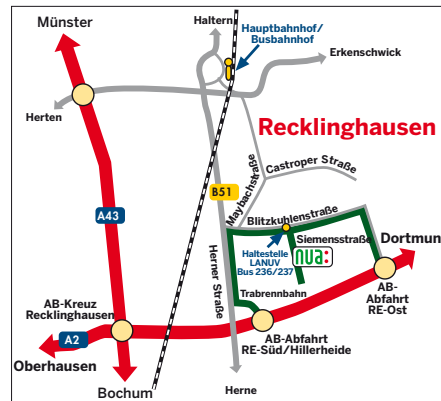 Münster
Haltern
Hauptbahnhof/
Busbahnhof
Erkenschwick
Herten
Recklinghausen
Castroper Straße
Maybachstraße
B51
A43
Blitzkuhlenstraße
Haltestelle
LANUV
Bus 236/237
Siemensstraße
nua:
Dortmund
Herner Straße
Trabrennbahn
AB-
Abfahrt
RE-Ost
AB-Kreuz
Recklinghausen
A2
AB-Abfahrt
RE-Süd/Hillerheide
Oberhausen
Bochum
Herne